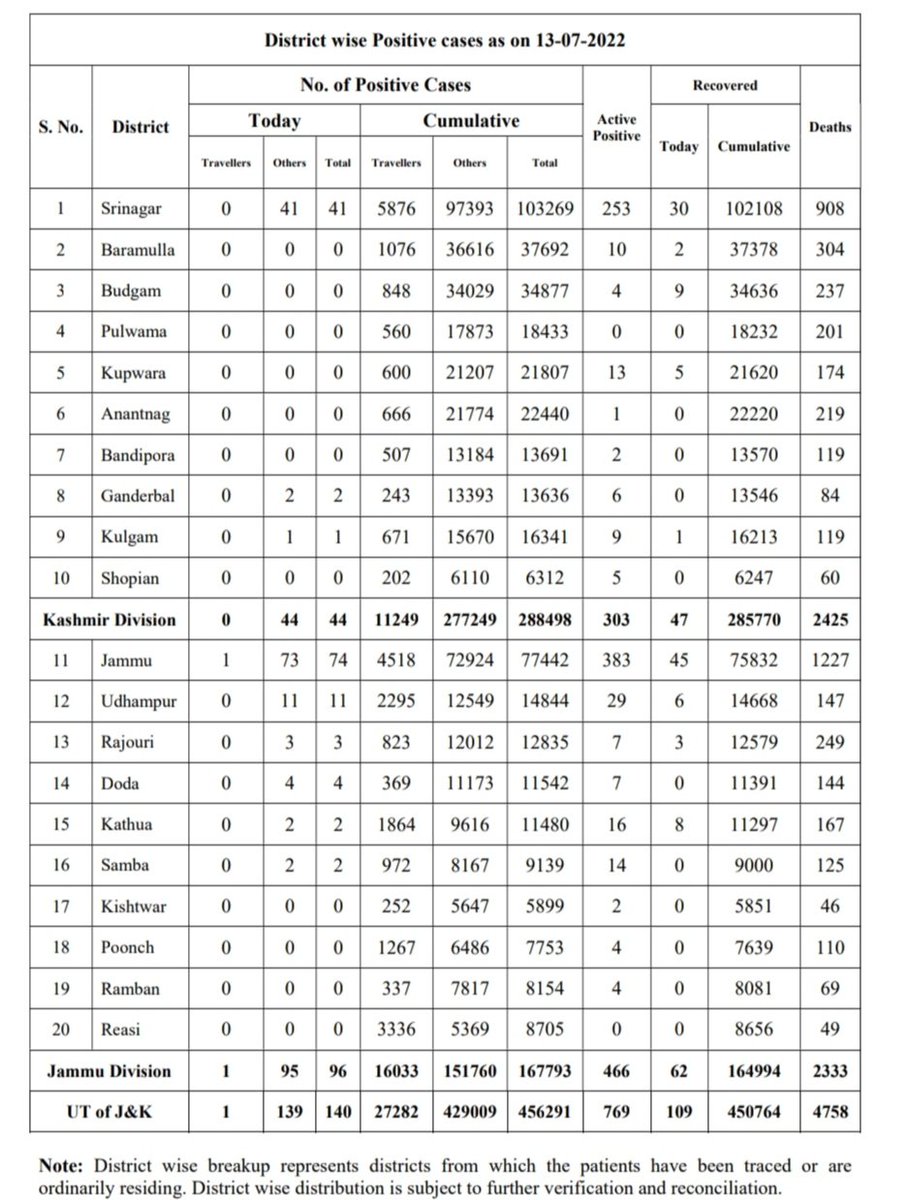 District wise Positive cases as on 13-07-2022
S. No. District No. of Positive Cases Active Positive Recovered Deaths
Today Cumulative Today Cumulative
Travellers Others Total Travellers Others Total
1 Srinagar 0 41 41 5876 97393 103269 253 30 102108 908
2 Baramulla 0 0 0 1076 36616 37692 10 2 37378 304
3 Budgam 0 0 0 848 34029 34877 4 9 34636 237
4 Pulwama 0 0 0 560 17873 18433 0 0 18232 201
5 Kupwara 0 0 0 600 21207 21807 13 5 21620 174
6 Anantnag 0 0 0 666 21774 22440 1 0 22220 219
7 Bandipora 0 0 0 507 13184 13691 2 0 13570 119
8 Ganderbal 0 2 2 243 13393 13636 6 0 13546 84
9 Kulgam 0 1 1 671 15670 16341 9 1 16213 119
10 Shopian 0 0 0 202 6110 6312 5 0 6247 60
Kashmir Division 0 44 44 11249 277249 288498 303 47 285770 2425
11 Jammu 1 73 74 4518 72924 77442 383 45 75832 1227
12 Udhampur 0 11 11 2295 12549 14844 29 6 14668 147
13 Rajouri 0 3 3 823 12012 12835 7 3 12579 249
14 Doda 0 4 4 369 11173 11542 7 0 11391 144
15 Kathua 0 2 2 1864 9616 11480 16 8 11297 167
16 Samba 0 2 2 972 8167 9139 14 0 9000 125
17 Kishtwar 0 0 0 252 5647 5899 2 0 5851 46
18 Poonch 0 0 0 1267 6486 7753 4 0 7639 110
19 Ramban 0 0 0 337 7817 8154 4 0 8081 69
20 Reasi 0 0 0 3336 5369 8705 0 0 8656 49
Jammu Division 1 95 96 16033 151760 167793 466 62 164994 2333
UT of J&K 1 139 140 27282 429009 456291 769 109 450764 4758
Note: District wise breakup represents districts from which the patients have been traced or are
ordinarily residing. District wise distribution is subject to further verification and reconciliation.